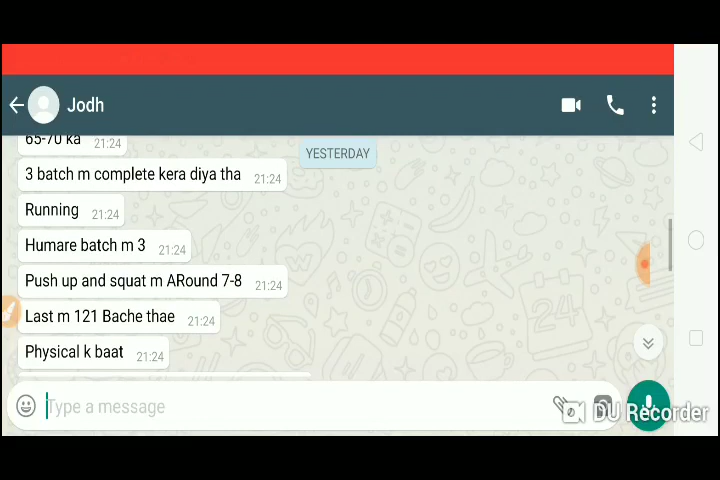 Jodh
65-70 ka 21:24
YESTERDAY
3 batch m complete kera diya tha 21:24
Running 21:24
Humare batch m 3 21:24
Push up and squat m ARound 7-8 21:24
Last m 121 Bache thae 21:24
24
Physical k baat 21:24
Type a message
DU Recorder